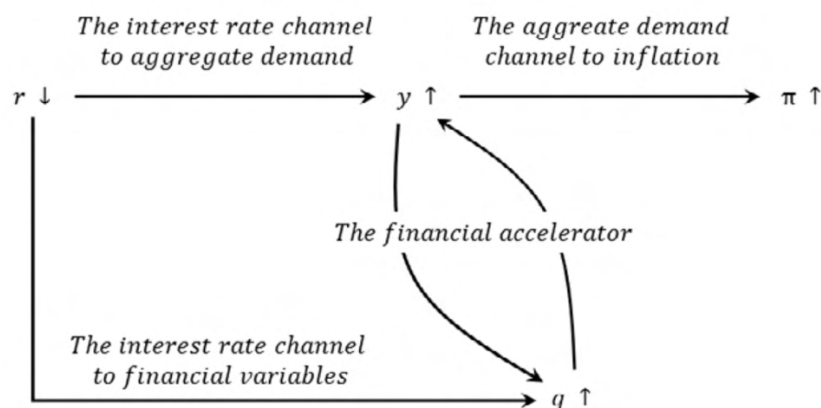 The interest rate channel
to aggregate demand
The aggreate demand
channel to inflation
r ↓
y ↑
π ↑
The financial accelerator
The interest rate channel
to financial variables
q ↑